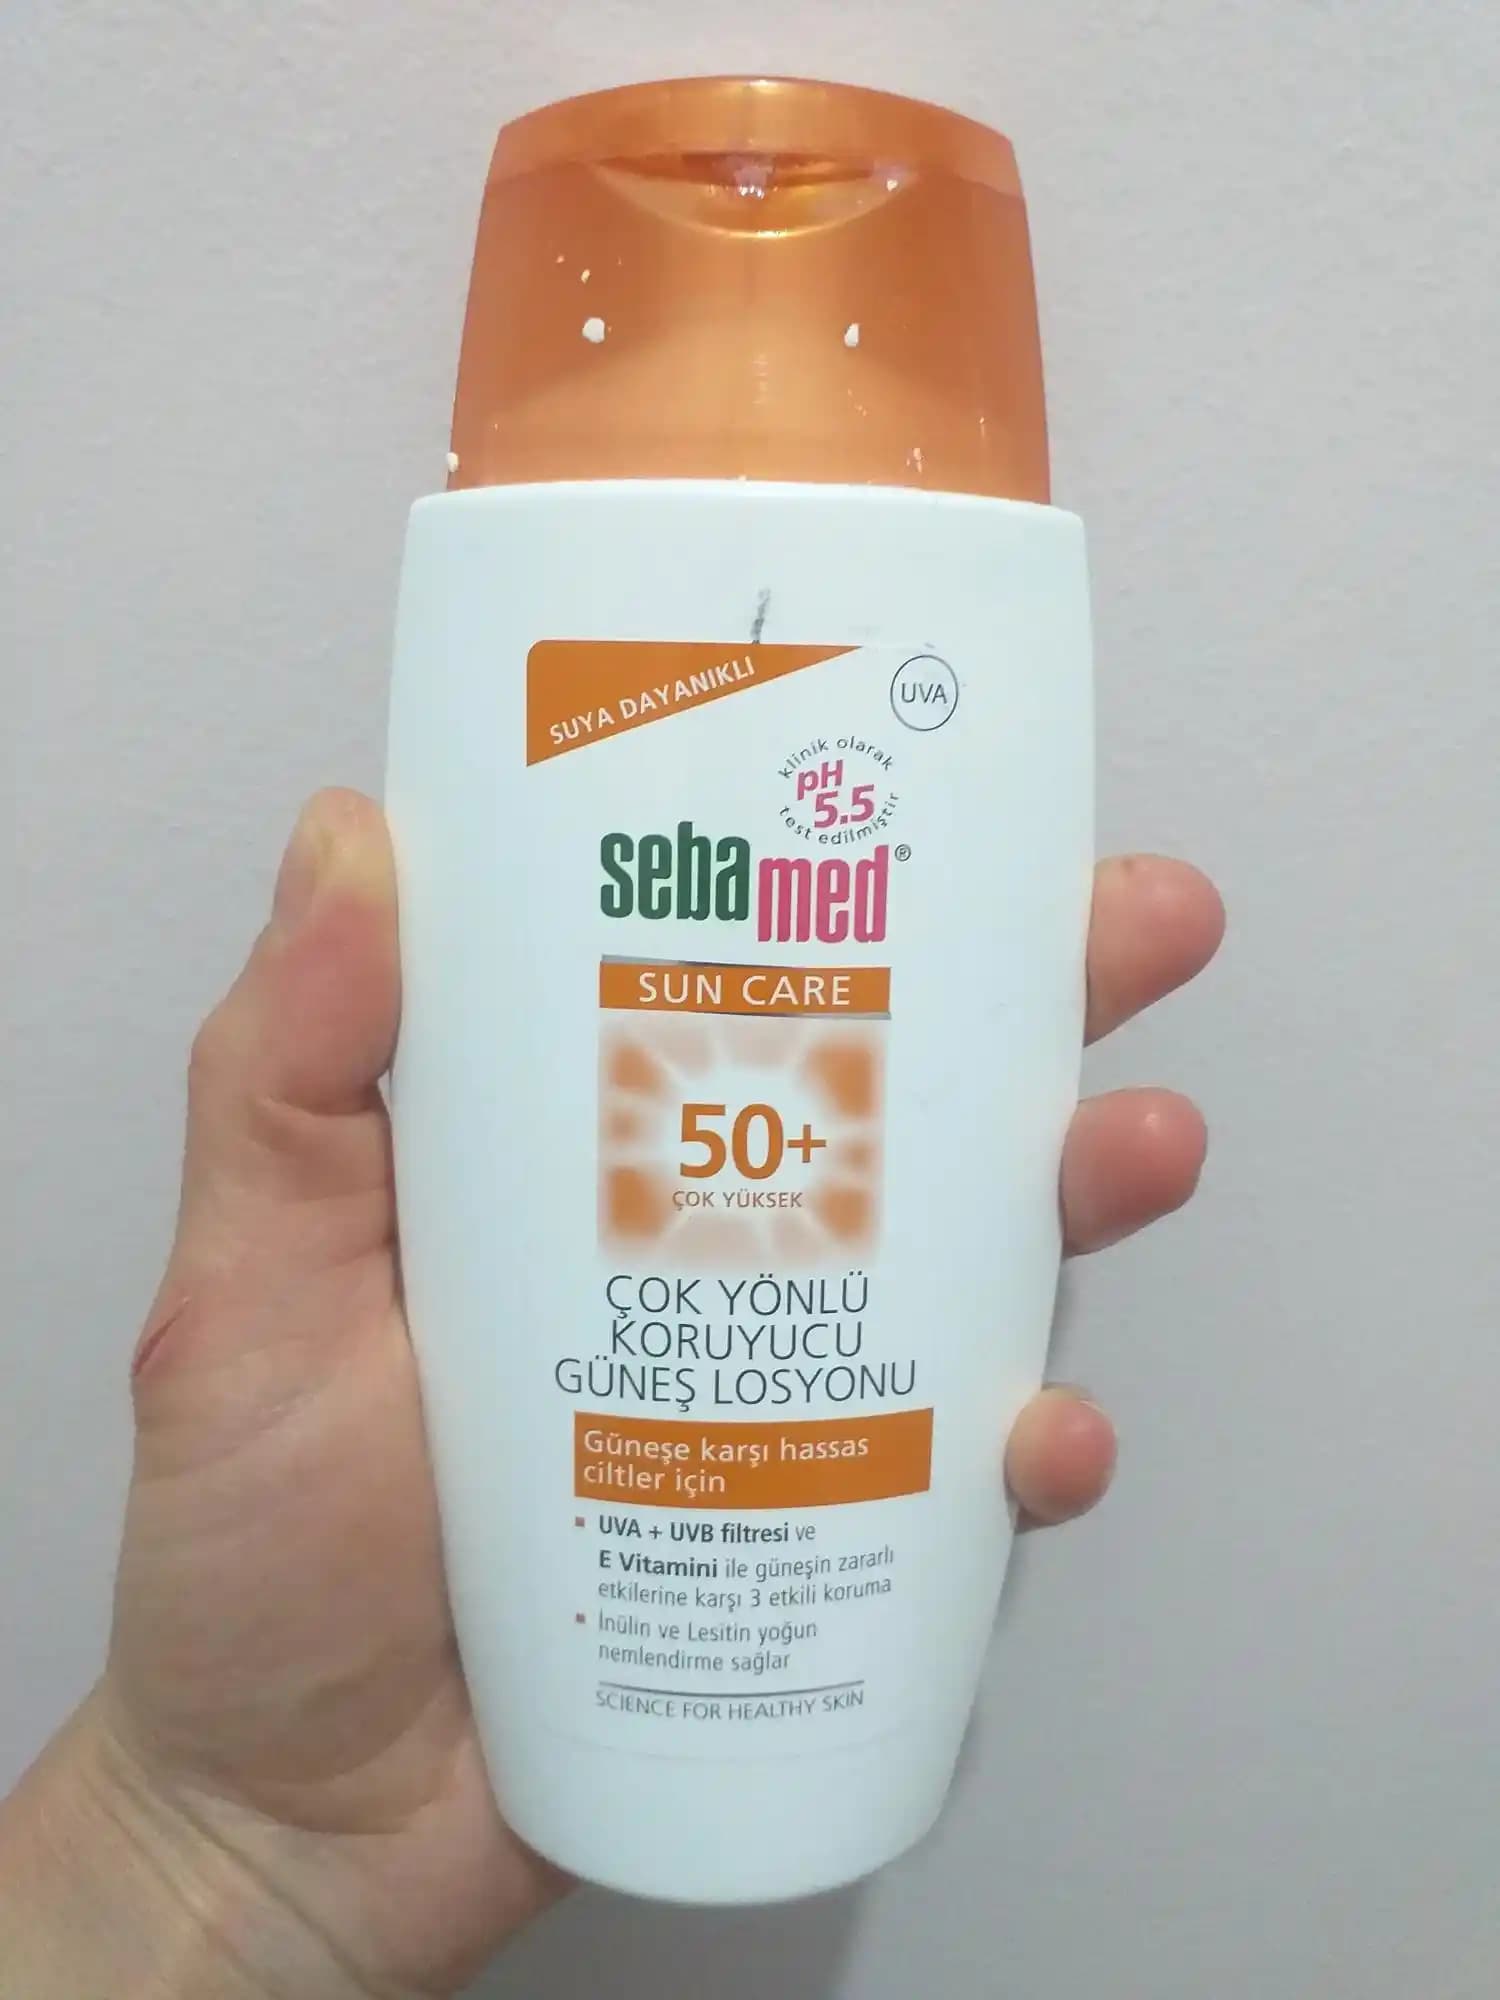 SUYA DAYANIKLI
UVA
klinik olarak
pH
5.5
test edilmiştir
sebamed®
SUN CARE
50+
ÇOK YÜKSEK
ÇOK YÖNLÜ
KORUYUCU
GÜNEŞ LOSYONU
Güneşe karşı hassas
ciltler için
▪ UVA + UVB filtresi ve
E Vitamini ile güneşin zararlı
etkilerine karşı 3 etkili koruma
▪ İnülin ve Lesitin yoğun
nemlendirme sağlar
SCIENCE FOR HEALTHY SKIN